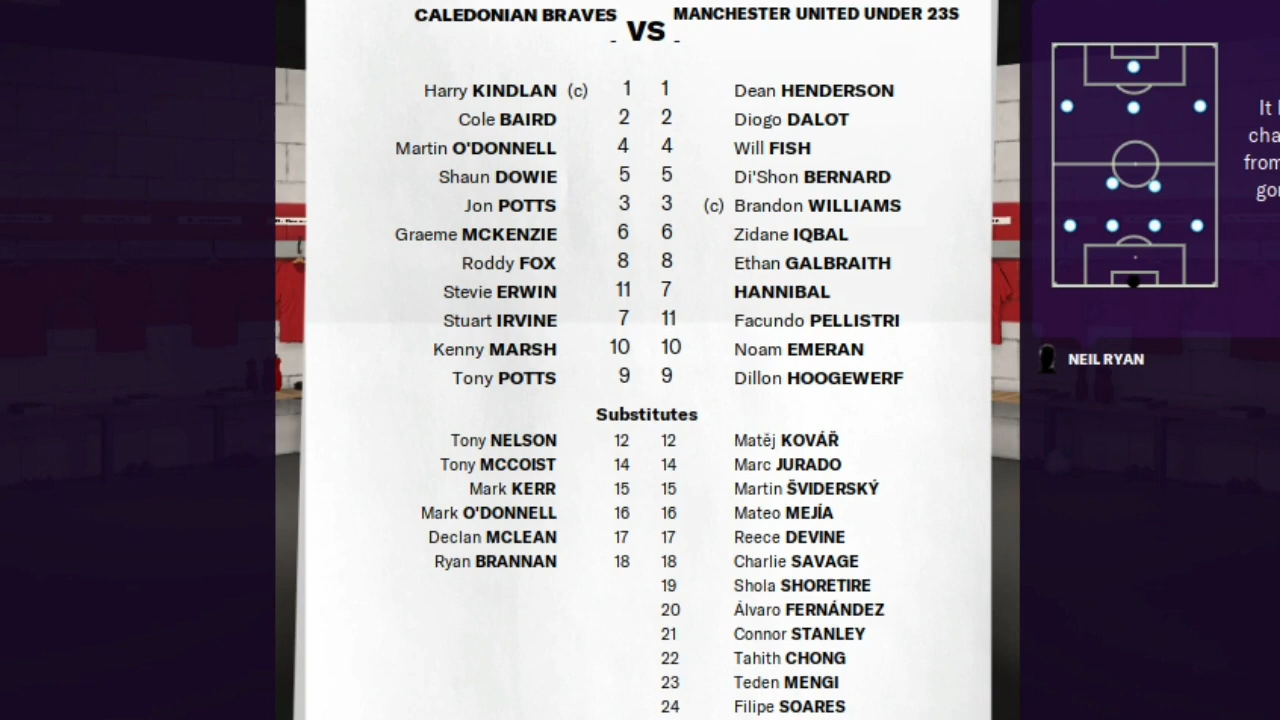 CALEDONIAN BRAVES VS MANCHESTER UNITED UNDER 23S
- -
Harry KINDLAN (c) 1 1 Dean HENDERSON
Cole BAIRD 2 2 Diogo DALOT
Martin O'DONNELL 4 4 Will FISH
Shaun DOWIE 5 5 Di'Shon BERNARD
Jon POTTS 3 3 (c) Brandon WILLIAMS
Graeme MCKENZIE 6 6 Zidane IQBAL
Roddy FOX 8 8 Ethan GALBRAITH
Stevie ERWIN 11 7 HANNIBAL
Stuart IRVINE 7 11 Facundo PELLISTRI
Kenny MARSH 10 10 Noam EMERAN
Tony POTTS 9 9 Dillon HOOGEWERF
Substitutes
Tony NELSON 12 12 Matěj KOVÁŘ
Tony MCCOIST 14 14 Marc JURADO
Mark KERR 15 15 Martin ŠVIDERSKÝ
Mark O'DONNELL 16 16 Mateo MEJÍA
Declan MCLEAN 17 17 Reece DEVINE
Ryan BRANNAN 18 18 Charlie SAVAGE
19 Shola SHORETIRE
20 Álvaro FERNÁNDEZ
21 Connor STANLEY
22 Tahith CHONG
23 Teden MENGI
24 Filipe SOARES
It
cha
from
gor
NEIL RYAN